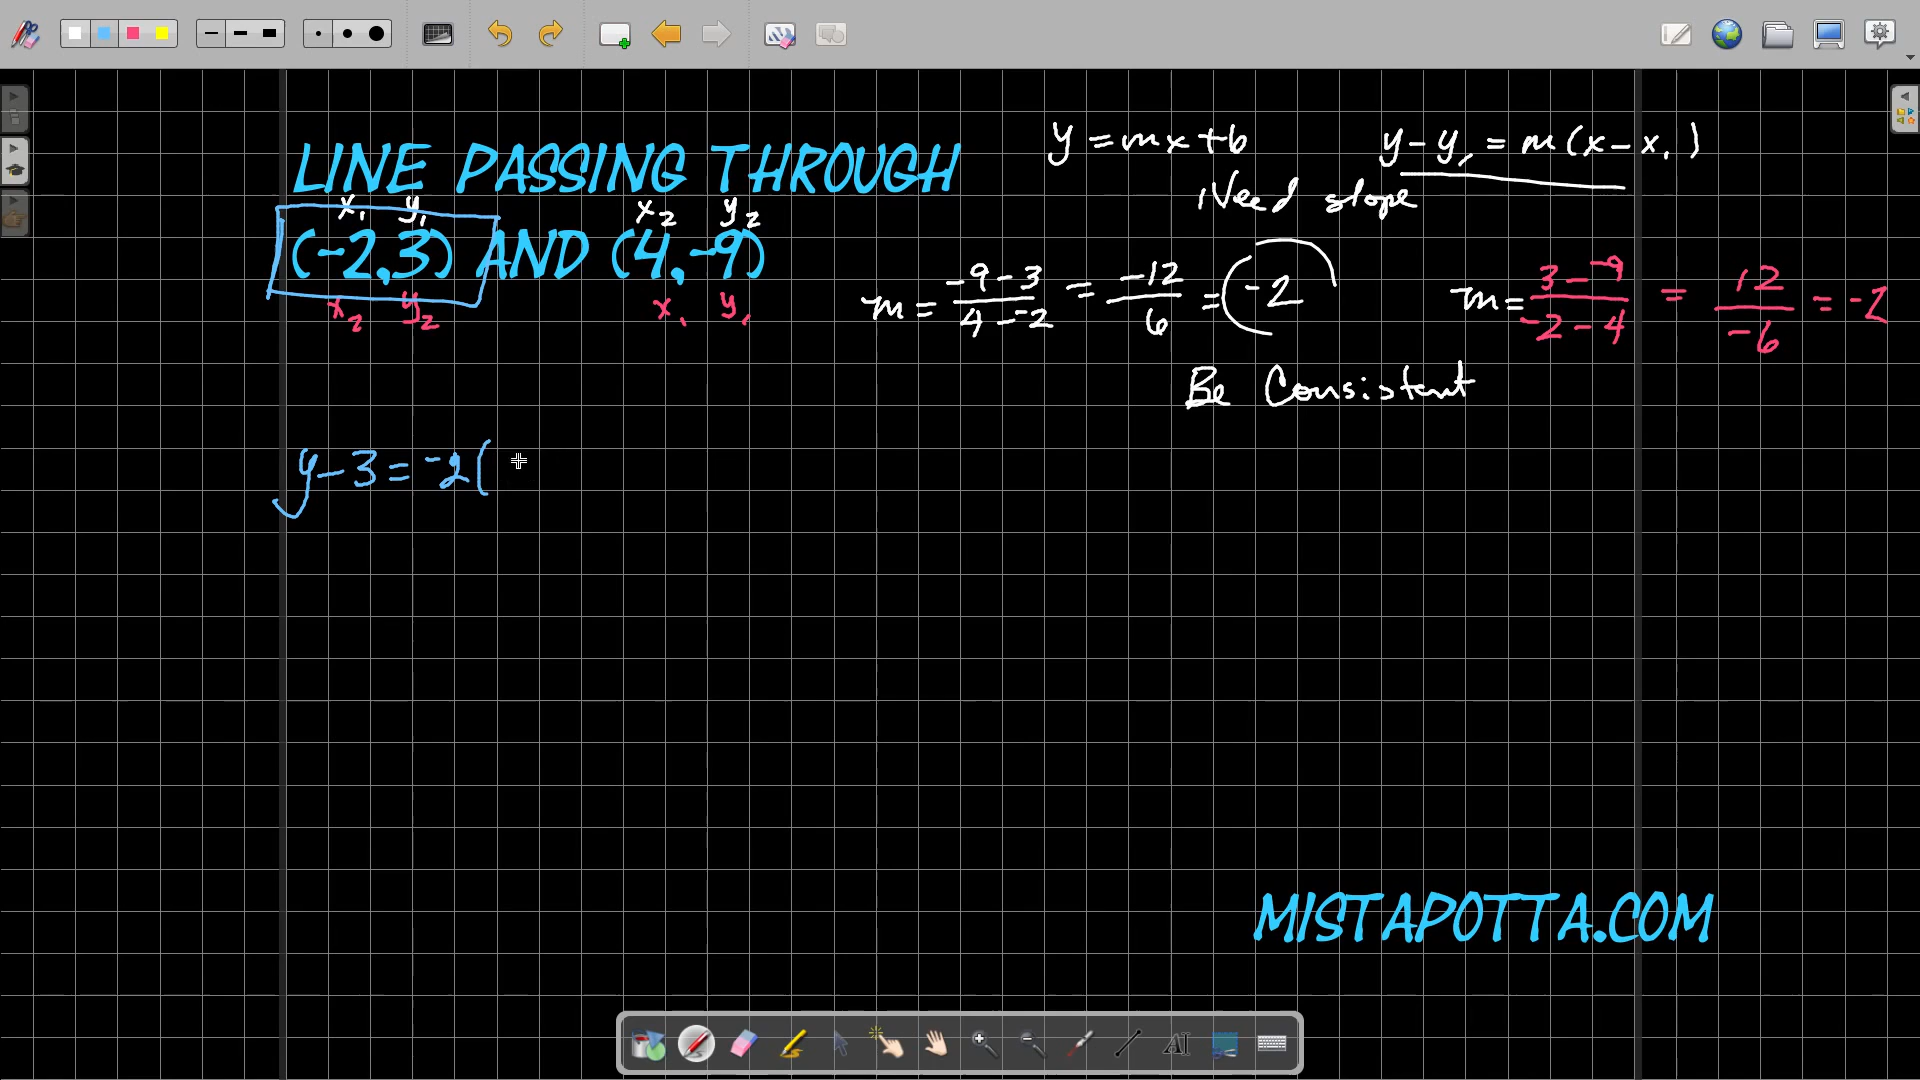 LINE PASSING THROUGH
x₁ y₁ x₂ y₂
(-2,3) AND (4,-9)
x₂ y₂ x₁ y₁
y = mx+b
y - y₁ = m(x - x₁)
Need slope
m = -9 - 3 / 4 - -2 = -12 / 6 = -2
m = 3 - -9 / -2 - 4 = 12 / -6 = -2
Be Consistent
y - 3 = -2(
MISTAPOTTA.COM